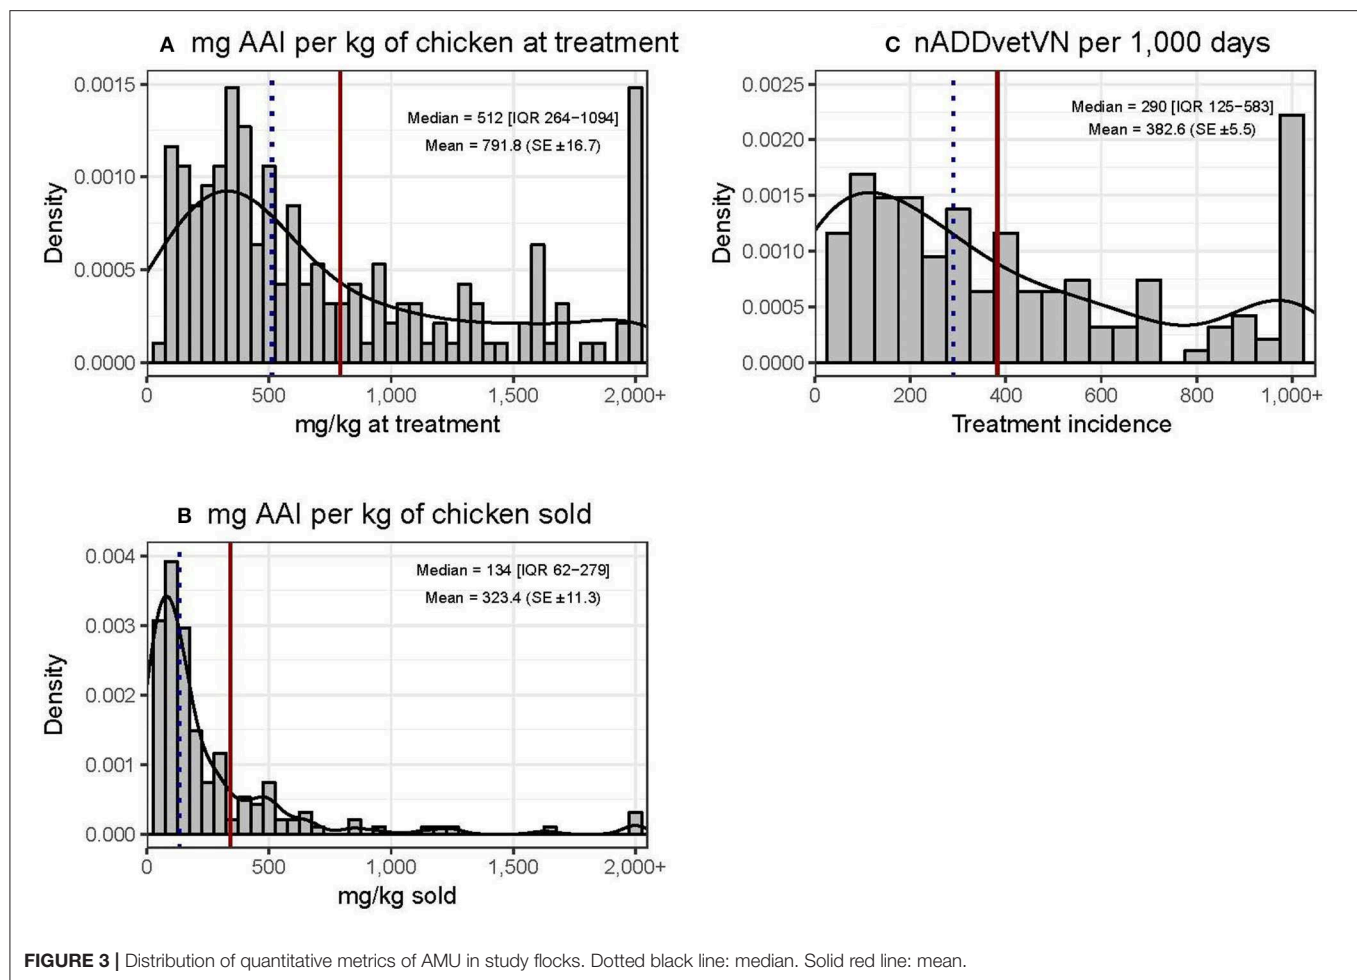 A mg AAI per kg of chicken at treatment
0.0015
0.0010
0.0005
0.0000
Density
Median = 512 [IQR 264−1094]
Mean = 791.8 (SE ±16.7)
0 500 1,000 1,500 2,000+
mg/kg at treatment
C nADDvetVN per 1,000 days
0.0025
0.0020
0.0015
0.0010
0.0005
0.0000
Density
Median = 290 [IQR 125−583]
Mean = 382.6 (SE ±5.5)
0 200 400 600 800 1,000+
Treatment incidence
B mg AAI per kg of chicken sold
0.004
0.003
0.002
0.001
0.000
Density
Median = 134 [IQR 62−279]
Mean = 323.4 (SE ±11.3)
0 500 1,000 1,500 2,000+
mg/kg sold
FIGURE 3 | Distribution of quantitative metrics of AMU in study flocks. Dotted black line: median. Solid red line: mean.